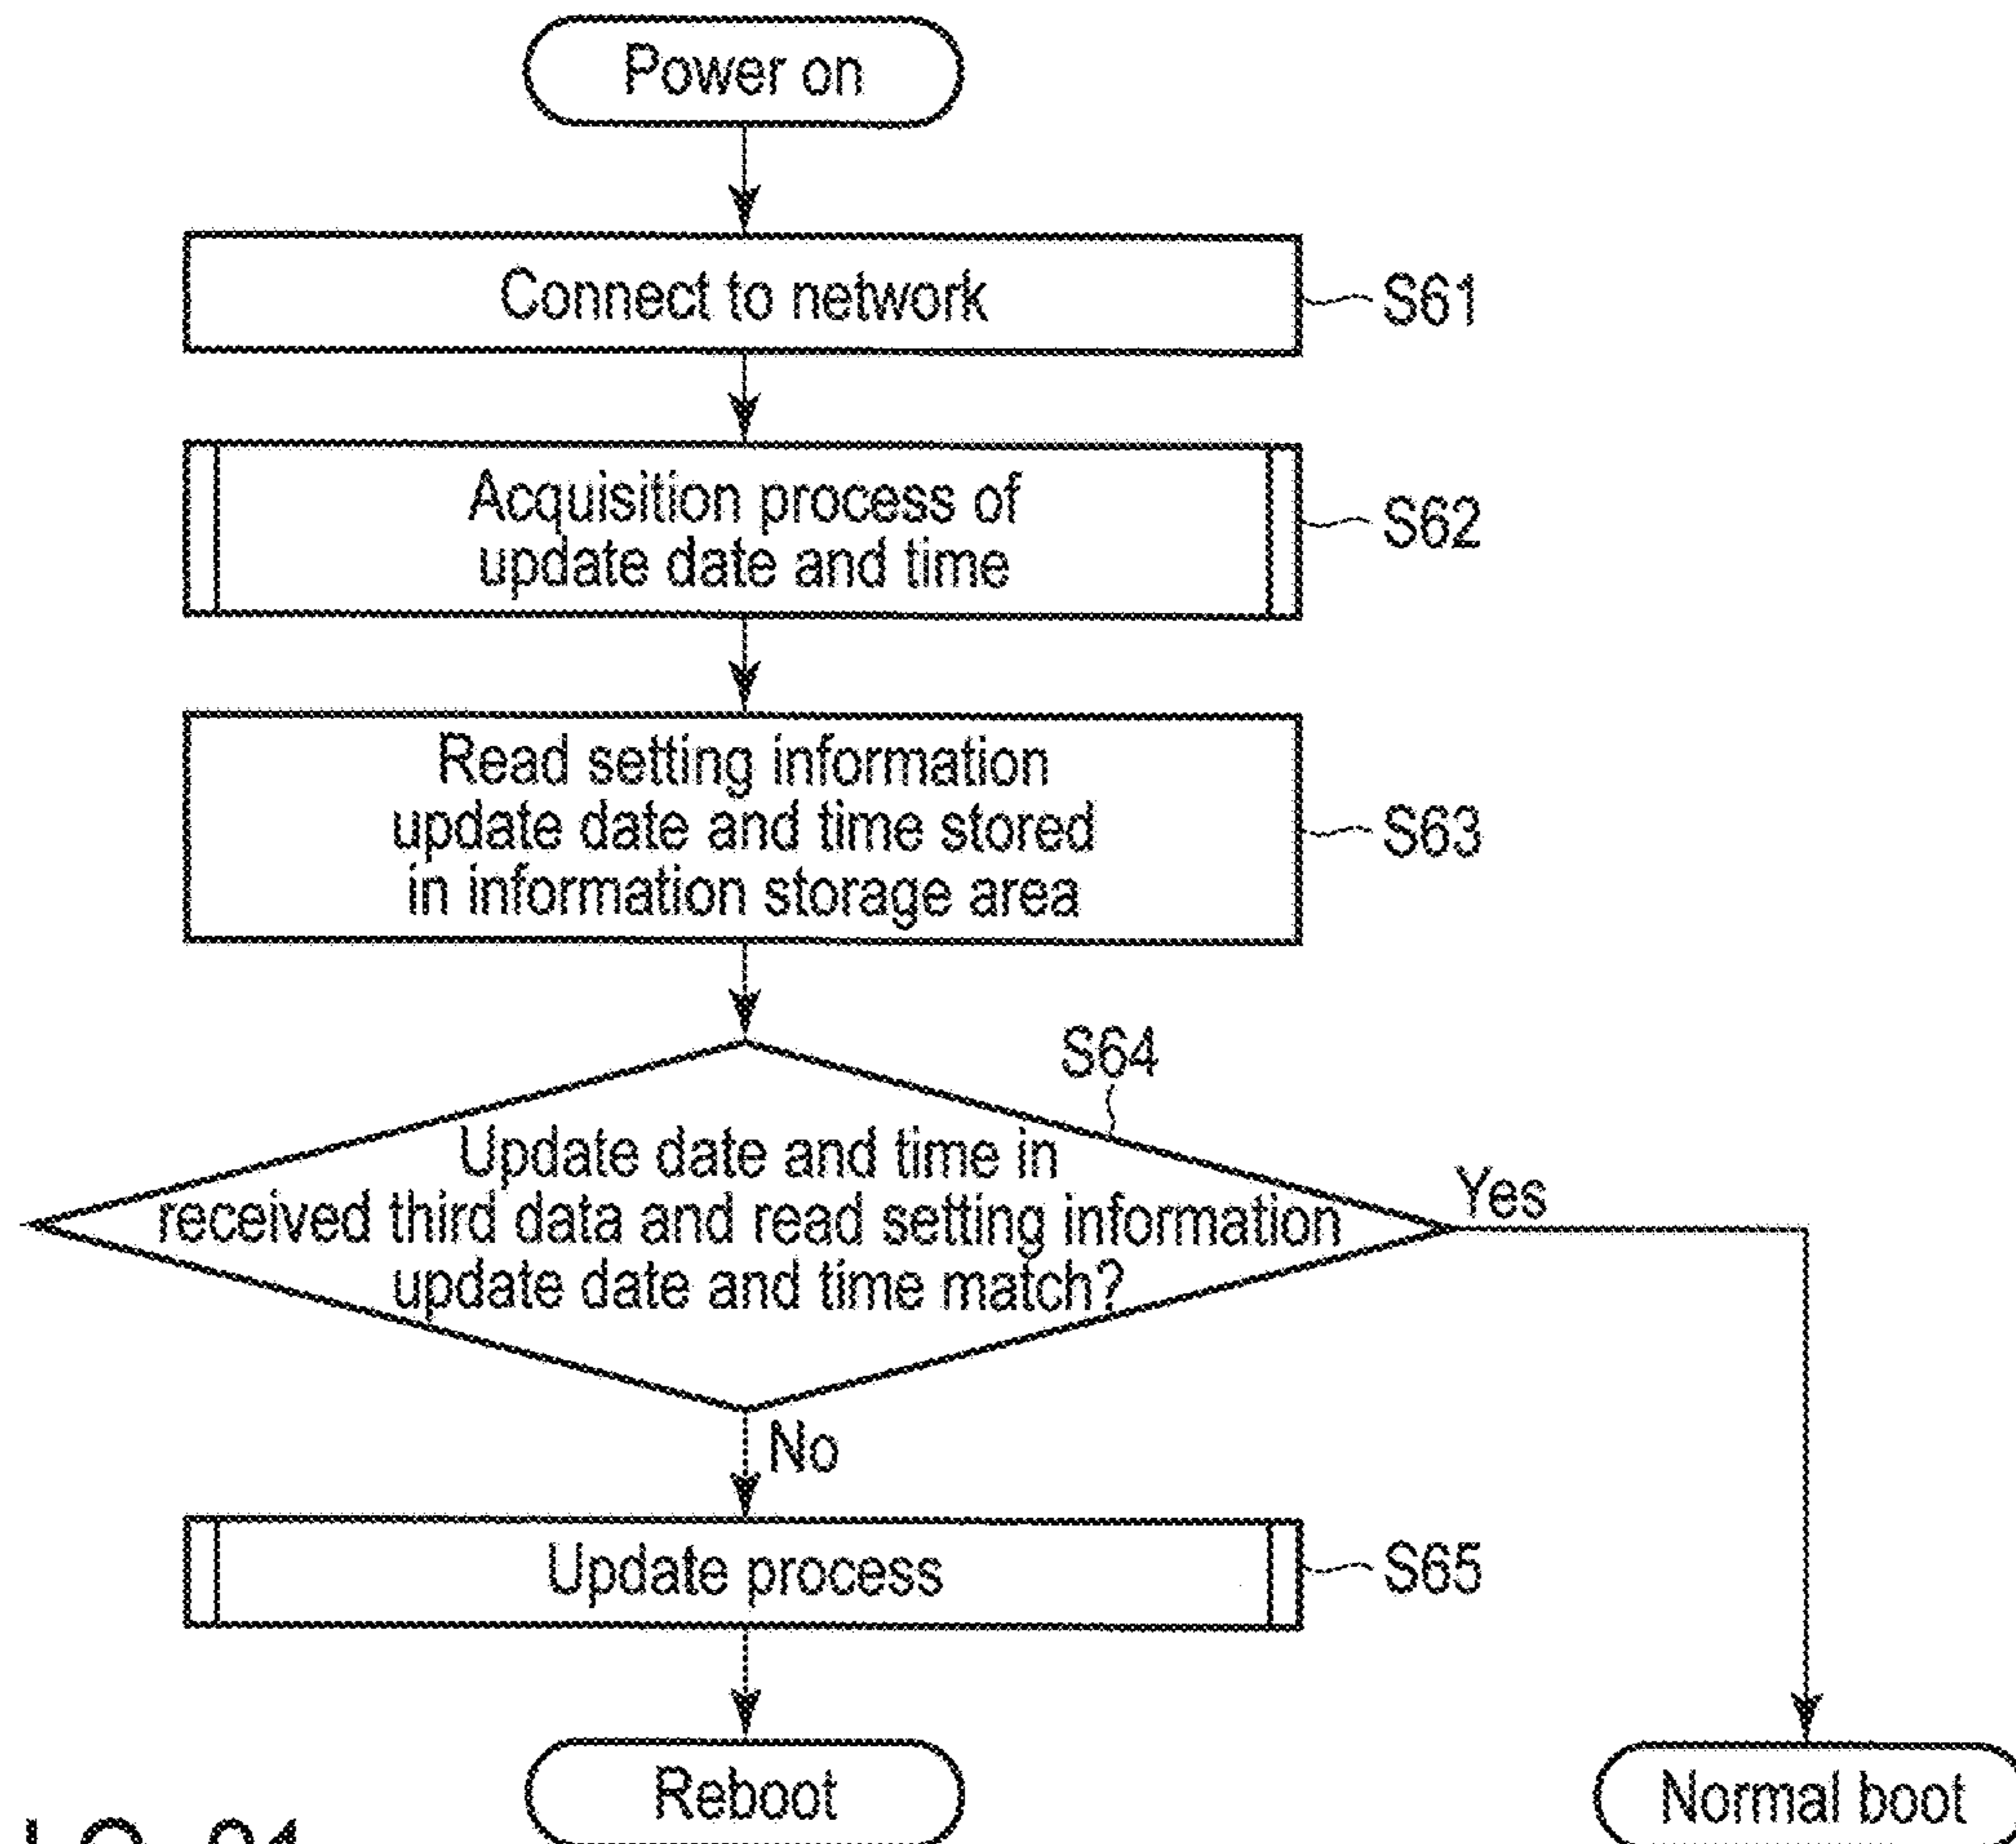 Power on
Connect to network
S61
Acquisition process of
update date and time
S62
Read setting information
update date and time stored
in information storage area
S63
S64
Update date and time in
received third data and read setting information
update date and time match?
Yes
No
Update process
S65
Reboot
Normal boot